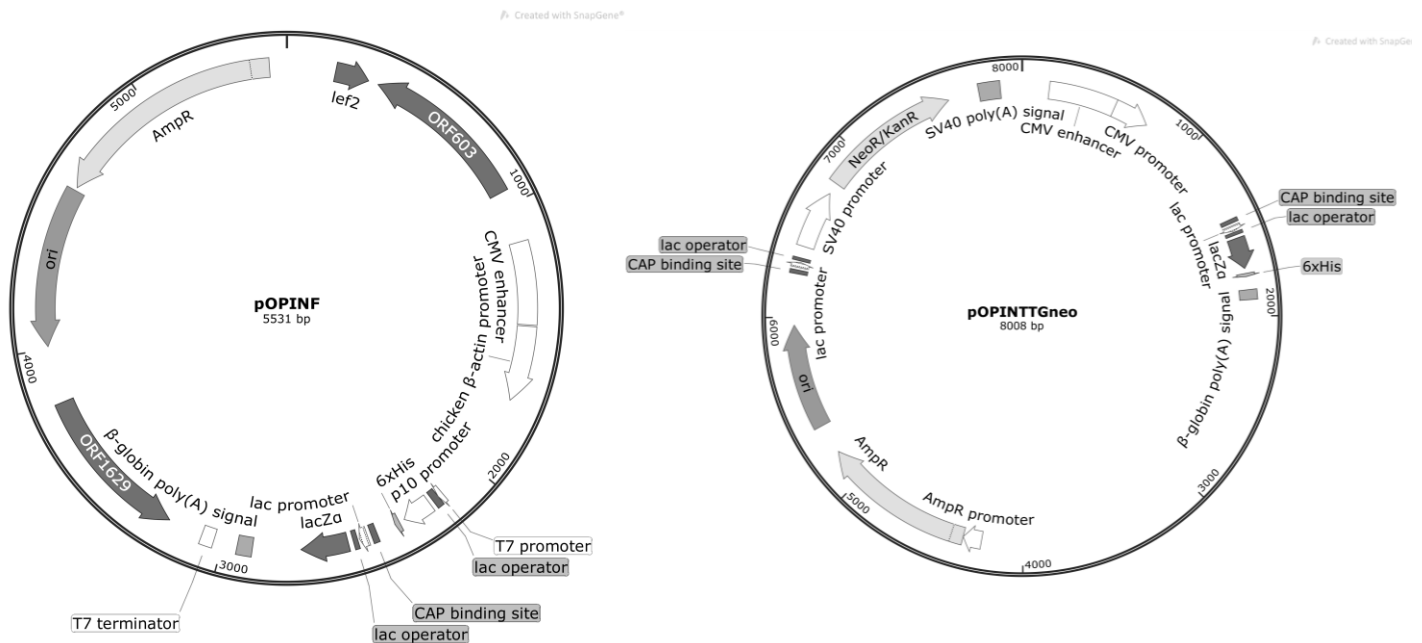 Created with SnapGene®
lef2
ORF603
1000
CMV enhancer
chicken β-actin promoter
2000
p10 promoter
6xHis
T7 promoter
lac operator
CAP binding site
lac operator
lac promoter
lacZα
3000
β-globin poly(A) signal
T7 terminator
ORF1629
4000
ori
AmpR
5000
pOPINF
5531 bp
Created with SnapGene
8000
SV40 poly(A) signal
CMV enhancer
CMV promoter
1000
CAP binding site
lac operator
lac promoter
lacZα
6xHis
2000
β-globin poly(A) signal
3000
4000
AmpR promoter
AmpR
5000
ori
6000
lac promoter
lac operator
CAP binding site
SV40 promoter
NeoR/KanR
7000
pOPINTTGneo
8008 bp